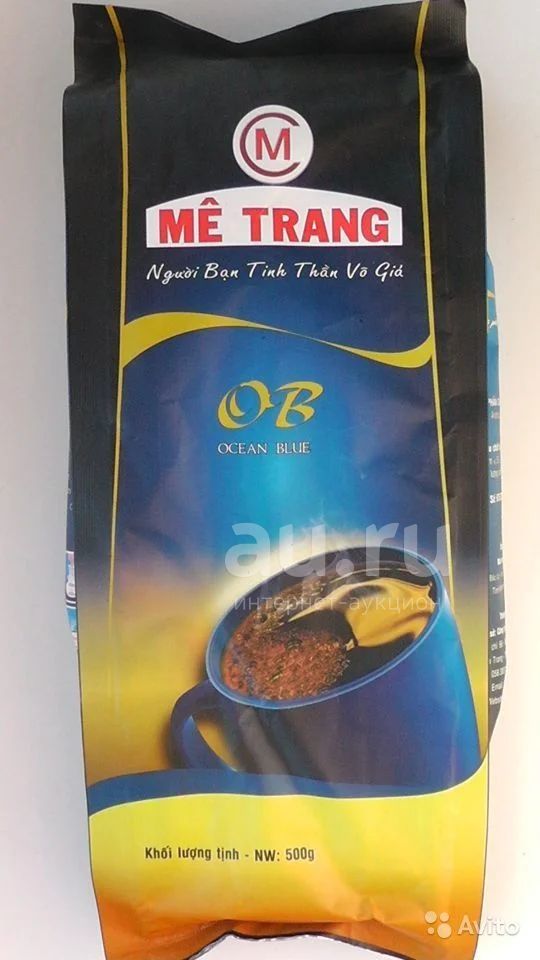 MC
MÊ TRANG
Người Bạn Tinh Thần Vô Giá
OB
OCEAN BLUE
au.ru
интернет-аукцион
Khối lượng tịnh - NW: 500g
Avito